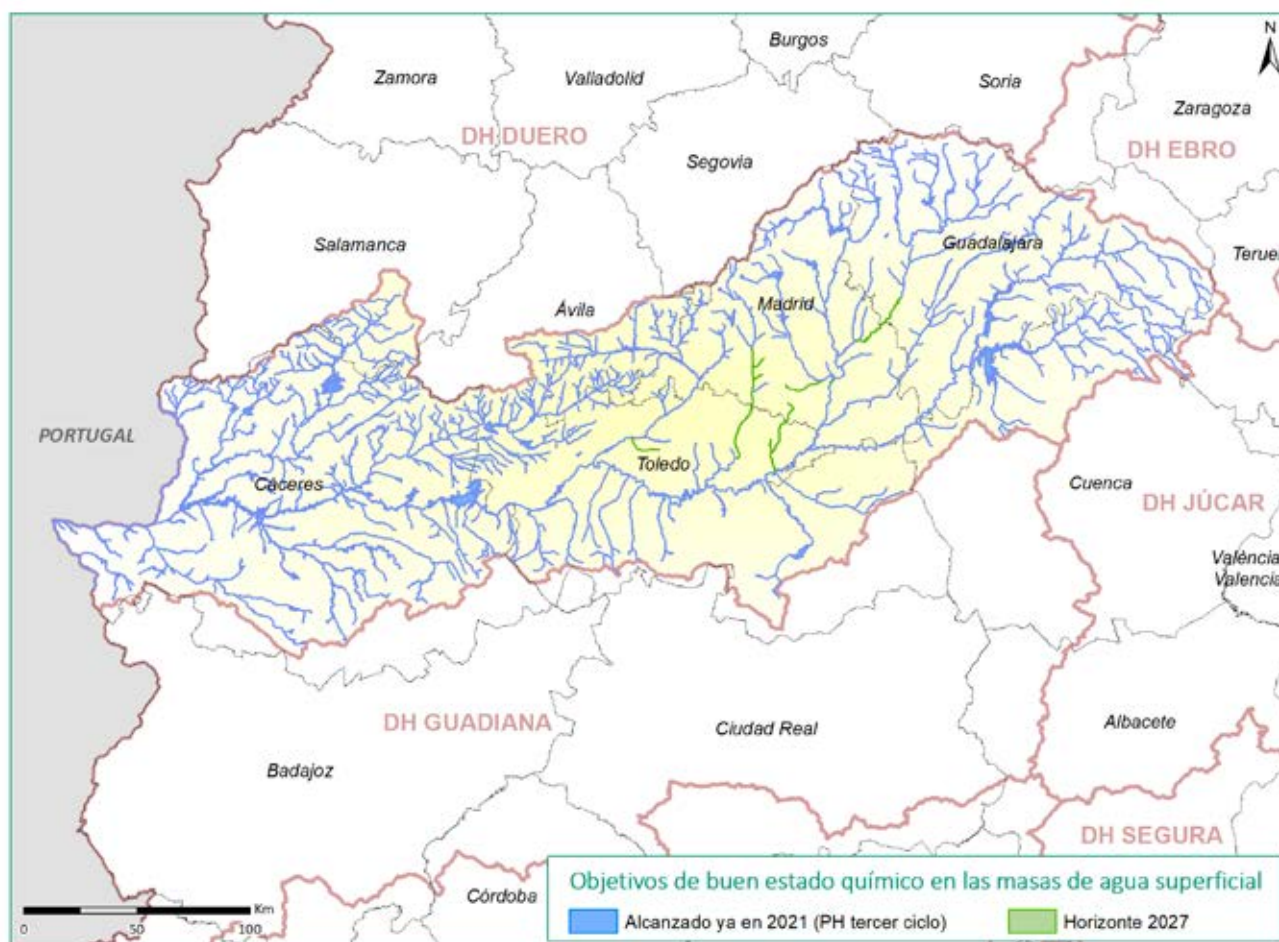 Burgos
N
Zamora
Valladolid
Soria
Zaragoza
DH DUERO
DH EBRO
Segovia
Salamanca
Guadalajara
Teruel
Madrid
Ávila
PORTUGAL
Toledo
Cáceres
Cuenca
DH JÚCAR
València/
Valencia
DH GUADIANA
Ciudad Real
Albacete
Badajoz
DH SEGURA
Córdoba
Objetivos de buen estado químico en las masas de agua superficial
Alcanzado ya en 2021 (PH tercer ciclo)
Horizonte 2027
Km
0 50 100